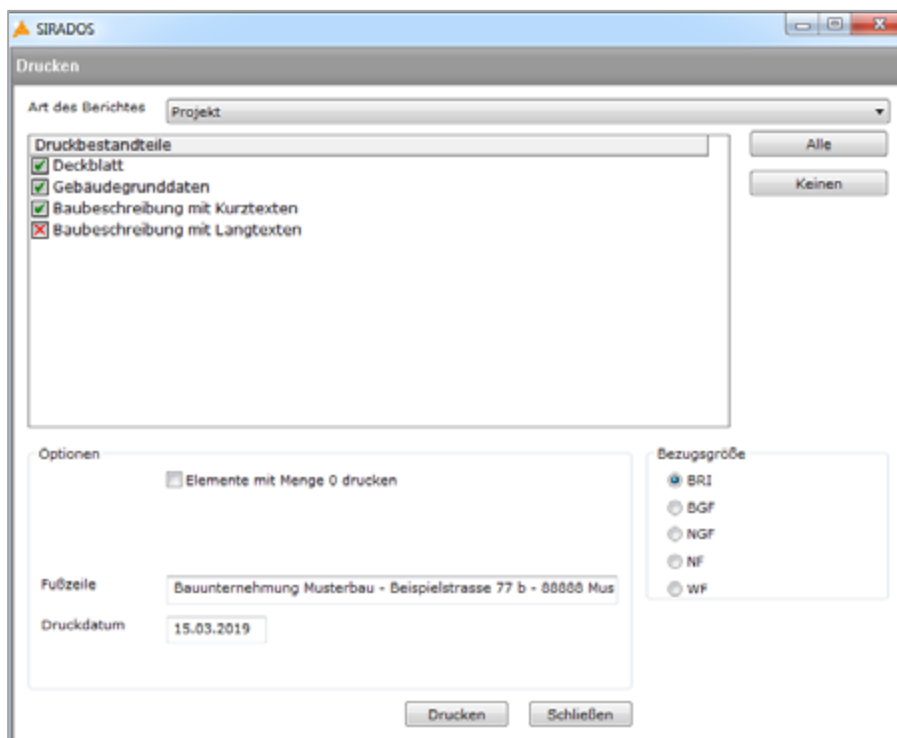 SIRADOS
Drucken
Art des Berichtes Projekt
Druckbestandteile Alle
Deckblatt
Gebäudegrunddaten Keinen
Baubeschreibung mit Kurztexten
Baubeschreibung mit Langtexten
Optionen
Elemente mit Menge 0 drucken
Fußzeile Bauunternehmung Musterbau - Beispielstrasse 77 b - 88888 Mus
Druckdatum 15.03.2019
Bezugsgröße
BRI
BGF
NGF
NF
WF
Drucken Schließen